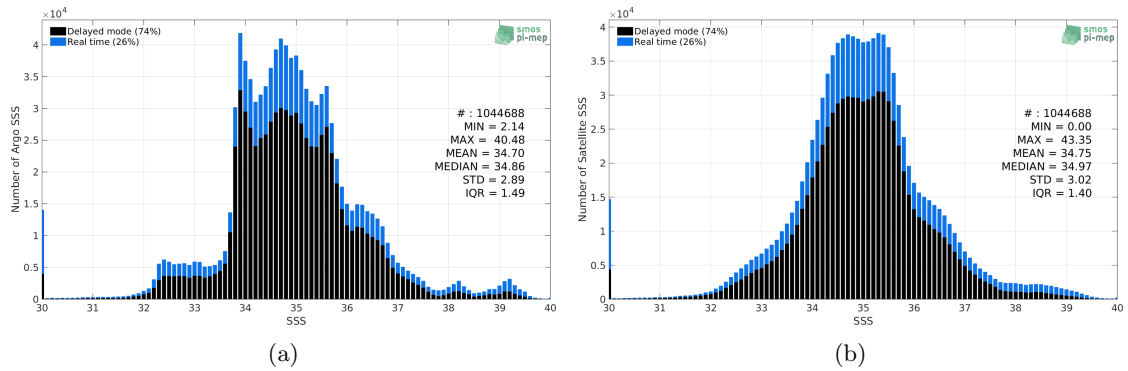 ×10⁴
4
3.5
3
2.5
2
1.5
1
0.5
0
Number of Argo SSS
Delayed mode (74%)
Real time (26%)
smos
pi-mep
# : 1044688
MIN = 2.14
MAX = 40.48
MEAN = 34.70
MEDIAN = 34.86
STD = 2.89
IQR = 1.49
30 31 32 33 34 35 36 37 38 39 40
SSS
(a)
×10⁴
4
3.5
3
2.5
2
1.5
1
0.5
0
Number of Satellite SSS
Delayed mode (74%)
Real time (26%)
smos
pi-mep
# : 1044688
MIN = 0.00
MAX = 43.35
MEAN = 34.75
MEDIAN = 34.97
STD = 3.02
IQR = 1.40
30 31 32 33 34 35 36 37 38 39 40
SSS
(b)